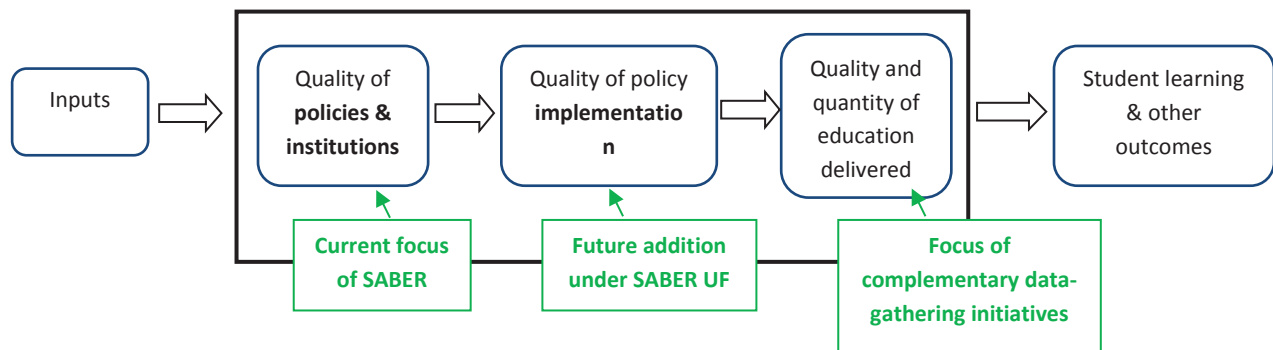 Inputs
Quality of
policies &
institutions
Quality of policy
implementatio
n
Quality and
quantity of
education
delivered
Student learning
& other
outcomes
Current focus
of SABER
Future addition
under SABER UF
Focus of
complementary data-
gathering initiatives